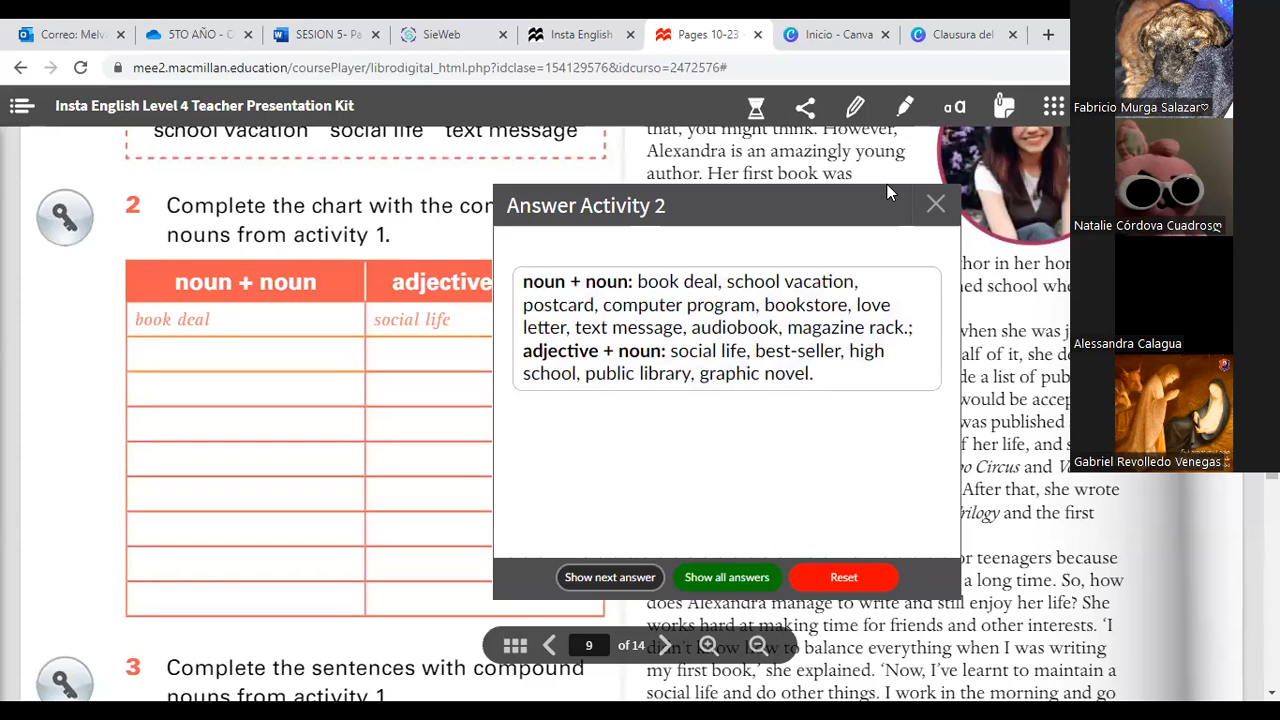 Correo: Melv
5TO AÑO - C
SESION 5- Pa
SieWeb
Insta English
Pages 10-23
Inicio - Canva
Clausura del
mee2.macmillan.education/coursePlayer/librodigital_html.php?idclase=154129576&idcurso=2472576#
Insta English Level 4 Teacher Presentation Kit
aa
school vacation social life text message
2 Complete the chart with the com
nouns from activity 1.
noun + noun adjective
book deal social life
3 Complete the sentences with compound
nouns from activity 1
Answer Activity 2
noun + noun: book deal, school vacation,
postcard, computer program, bookstore, love
letter, text message, audiobook, magazine rack.;
adjective + noun: social life, best-seller, high
school, public library, graphic novel.
Show next answer Show all answers Reset
9 of 14
that, you might think. However,
Alexandra is an amazingly young
author. Her first book was
hor in her hor
ned school whe
when she was ju
alf of it, she de
de a list of pub
would be accep
was published
f her life, and s
o Circus and V
After that, she wrote
rilogy and the first
or teenagers because
a long time. So, how
does Alexandra manage to write and still enjoy her life? She
works hard at making time for friends and other interests. ‘I
didn’t know how to balance everything when I was writing
my first book,’ she explained. ‘Now, I’ve learnt to maintain a
social life and do other things. I work in the morning and go
Fabricio Murga Salazar♡
Natalie Córdova Cuadrosღ
Alessandra Calagua
Gabriel Revolledo Venegas